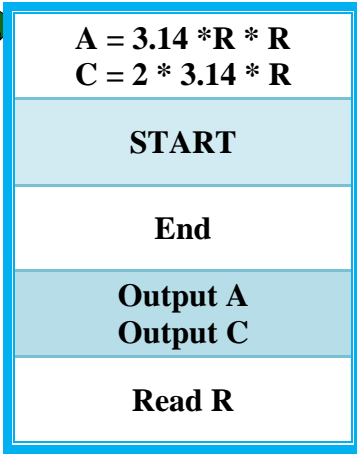 A = 3.14 *R * R
C = 2 * 3.14 * R
START
End
Output A
Output C
Read R